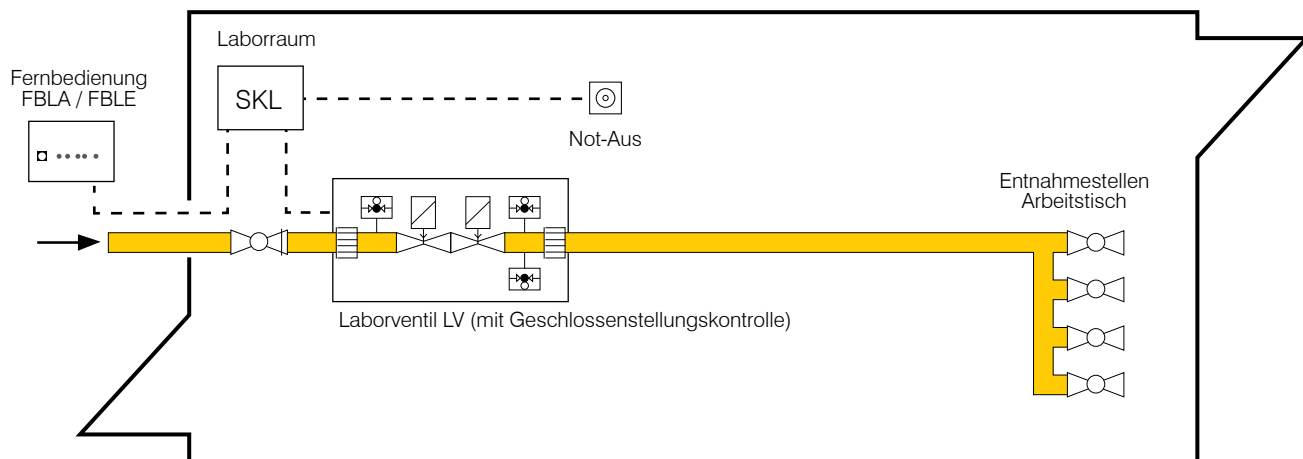 Laborraum
Fernbedienung
FBLA / FBLE
SKL
Not-Aus
Entnahmestellen
Arbeitstisch
Laborventil LV (mit Geschlossenstellungskontrolle)